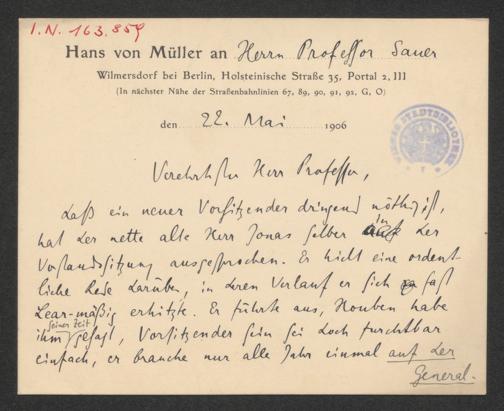 I.N. 163.859
Hans von Müller an Herrn Professor Sauer
Wilmersdorf bei Berlin, Holsteinische Straße 35, Portal 2, III
(In nächster Nähe der Straßenbahnlinien 67, 89, 90, 91, 92, G, O)
den 22. Mai 1906
WIENER STADTBIBLIOTHEK
Verehrtester Herr Professor,
daß ein neuer Vorsitzender dringend nöthig ist,
hat der nette alte Herr Jonas selber in der
Vorstandssitzung ausgesprochen. Er hielt eine ordent-
liche Rede darüber, in deren Verlauf er sich fast
Lear-mäßig erhitzte. Er führte aus, Houben habe
ihm seiner Zeit gesagt, Vorsitzender sein sei doch furchtbar
einfach, er brauche nur alle Jahr einmal auf der
General-